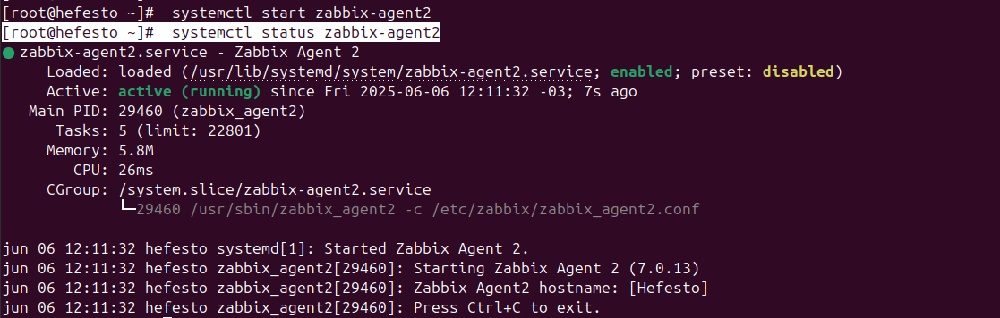 [root@hefesto ~]#  systemctl start zabbix-agent2
[root@hefesto ~]#  systemctl status zabbix-agent2
● zabbix-agent2.service - Zabbix Agent 2
     Loaded: loaded (/usr/lib/systemd/system/zabbix-agent2.service; enabled; preset: disabled)
     Active: active (running) since Fri 2025-06-06 12:11:32 -03; 7s ago
   Main PID: 29460 (zabbix_agent2)
      Tasks: 5 (limit: 22801)
     Memory: 5.8M
        CPU: 26ms
     CGroup: /system.slice/zabbix-agent2.service
             └─29460 /usr/sbin/zabbix_agent2 -c /etc/zabbix/zabbix_agent2.conf
jun 06 12:11:32 hefesto systemd[1]: Started Zabbix Agent 2.
jun 06 12:11:32 hefesto zabbix_agent2[29460]: Starting Zabbix Agent 2 (7.0.13)
jun 06 12:11:32 hefesto zabbix_agent2[29460]: Zabbix Agent2 hostname: [Hefesto]
jun 06 12:11:32 hefesto zabbix_agent2[29460]: Press Ctrl+C to exit.